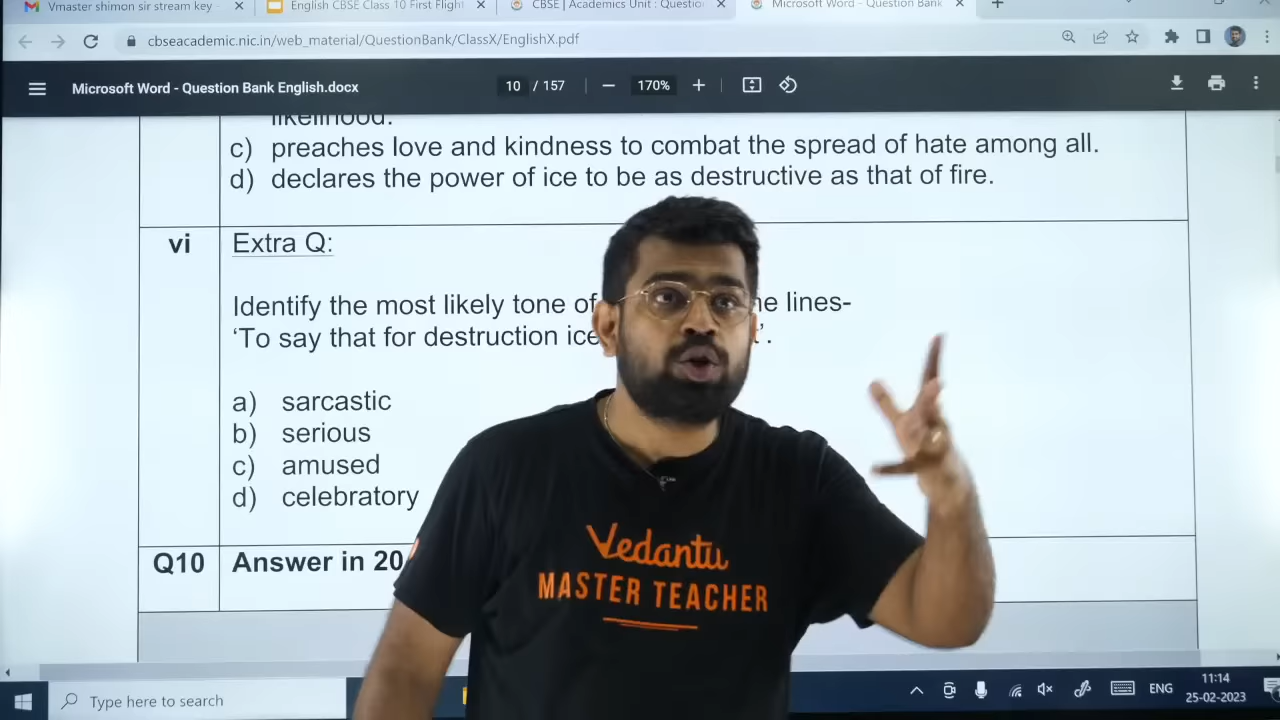 Vmaster shimon sir stream key
English CBSE Class 10 First Flight
CBSE | Academics Unit : Questio
Microsoft Word - Question Bank
cbseacademic.nic.in/web_material/QuestionBank/ClassX/EnglishX.pdf
Microsoft Word - Question Bank English.docx
10 / 157
170%
likelihood.
c) preaches love and kindness to combat the spread of hate among all.
d) declares the power of ice to be as destructive as that of fire.
vi Extra Q:
Identify the most likely tone of lines-
‘To say that for destruction ice ’.
a) sarcastic
b) serious
c) amused
d) celebratory
Q10 Answer in 20
Vedantu
MASTER TEACHER
Type here to search
ENG
11:14
25-02-2023